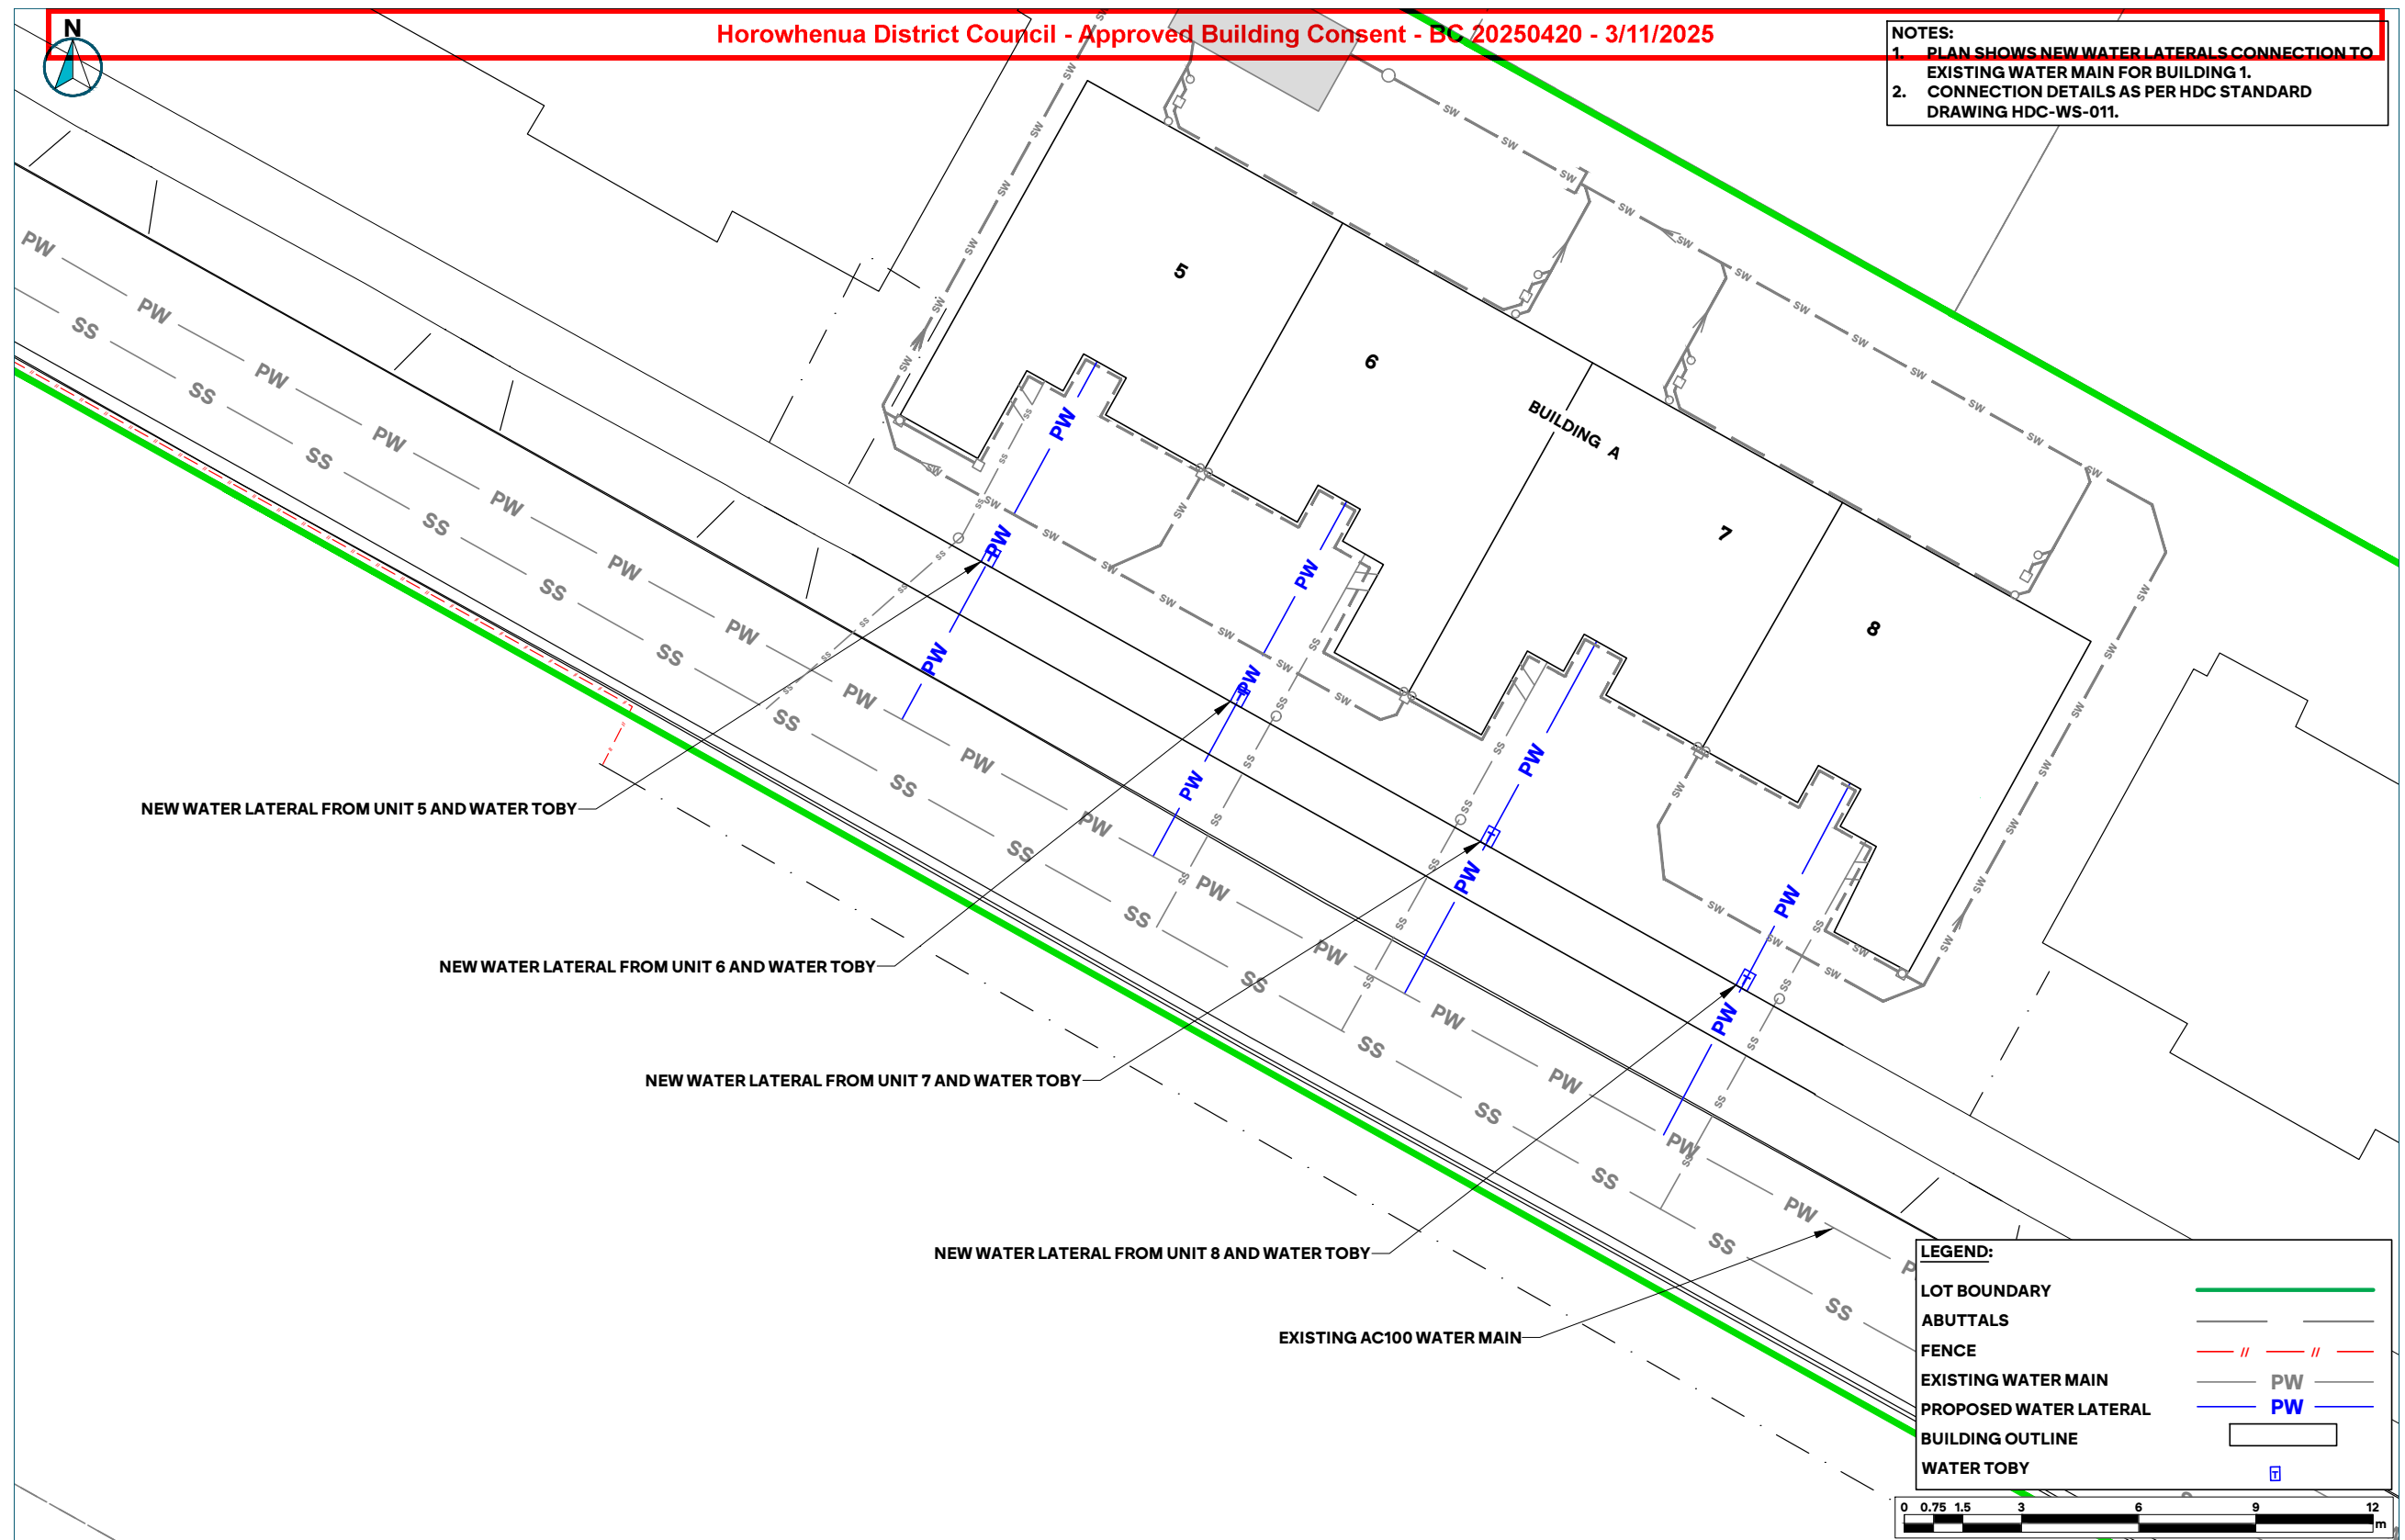 N
Horowhenua District Council - Approved Building Consent - BC 20250420 - 3/11/2025
NOTES:
1. PLAN SHOWS NEW WATER LATERALS CONNECTION TO
EXISTING WATER MAIN FOR BUILDING 1.
2. CONNECTION DETAILS AS PER HDC STANDARD
DRAWING HDC-WS-011.
5
6
BUILDING A
7
8
PW
SS
SW
NEW WATER LATERAL FROM UNIT 5 AND WATER TOBY
NEW WATER LATERAL FROM UNIT 6 AND WATER TOBY
NEW WATER LATERAL FROM UNIT 7 AND WATER TOBY
NEW WATER LATERAL FROM UNIT 8 AND WATER TOBY
EXISTING AC100 WATER MAIN
LEGEND:
LOT BOUNDARY
ABUTTALS
FENCE // //
EXISTING WATER MAIN PW
PROPOSED WATER LATERAL PW
BUILDING OUTLINE
WATER TOBY T
0 0.75 1.5 3 6 9 12
m